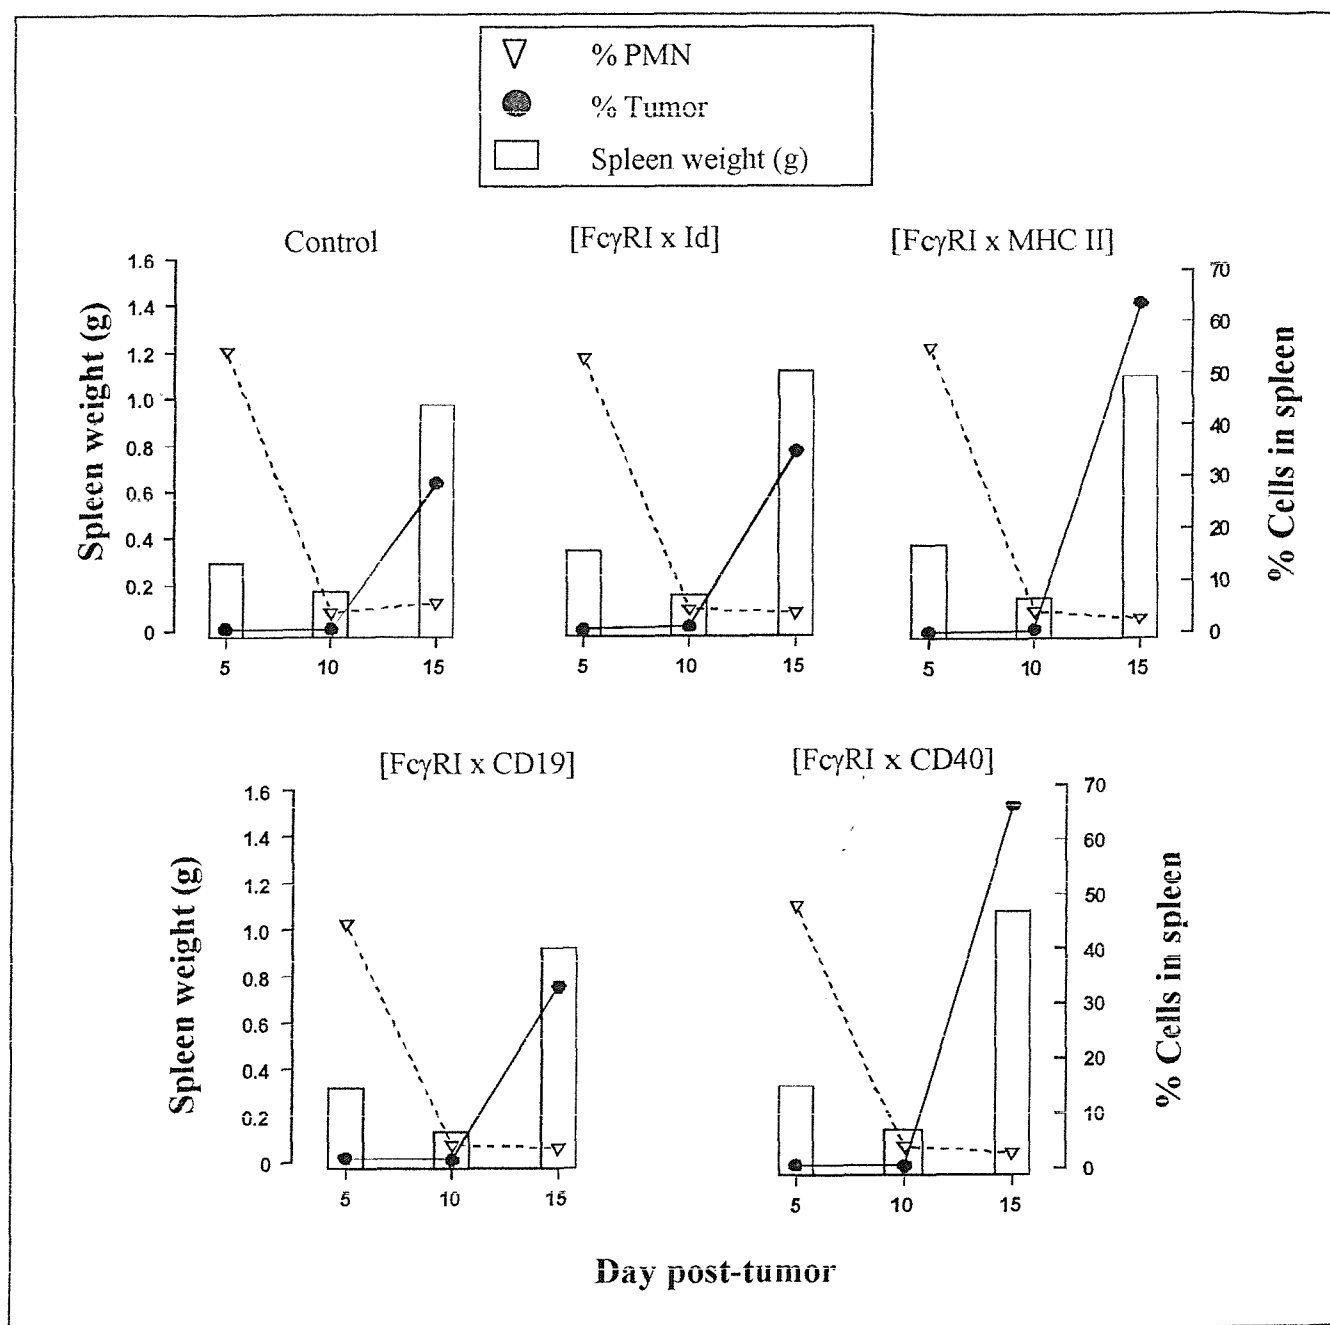 % PMN
% Tumor
Spleen weight (g)
Control
[FcγRI x Id]
[FcγRI x MHC II]
Spleen weight (g)
1.6
1.4
1.2
1.0
0.8
0.6
0.4
0.2
0
5 10 15
5 10 15
5 10 15
70
60
50
40
30
20
10
0
% Cells in spleen
[FcγRI x CD19]
[FcγRI x CD40]
Spleen weight (g)
1.6
1.4
1.2
1.0
0.8
0.6
0.4
0.2
0
5 10 15
5 10 15
70
60
50
40
30
20
10
0
% Cells in spleen
Day post-tumor